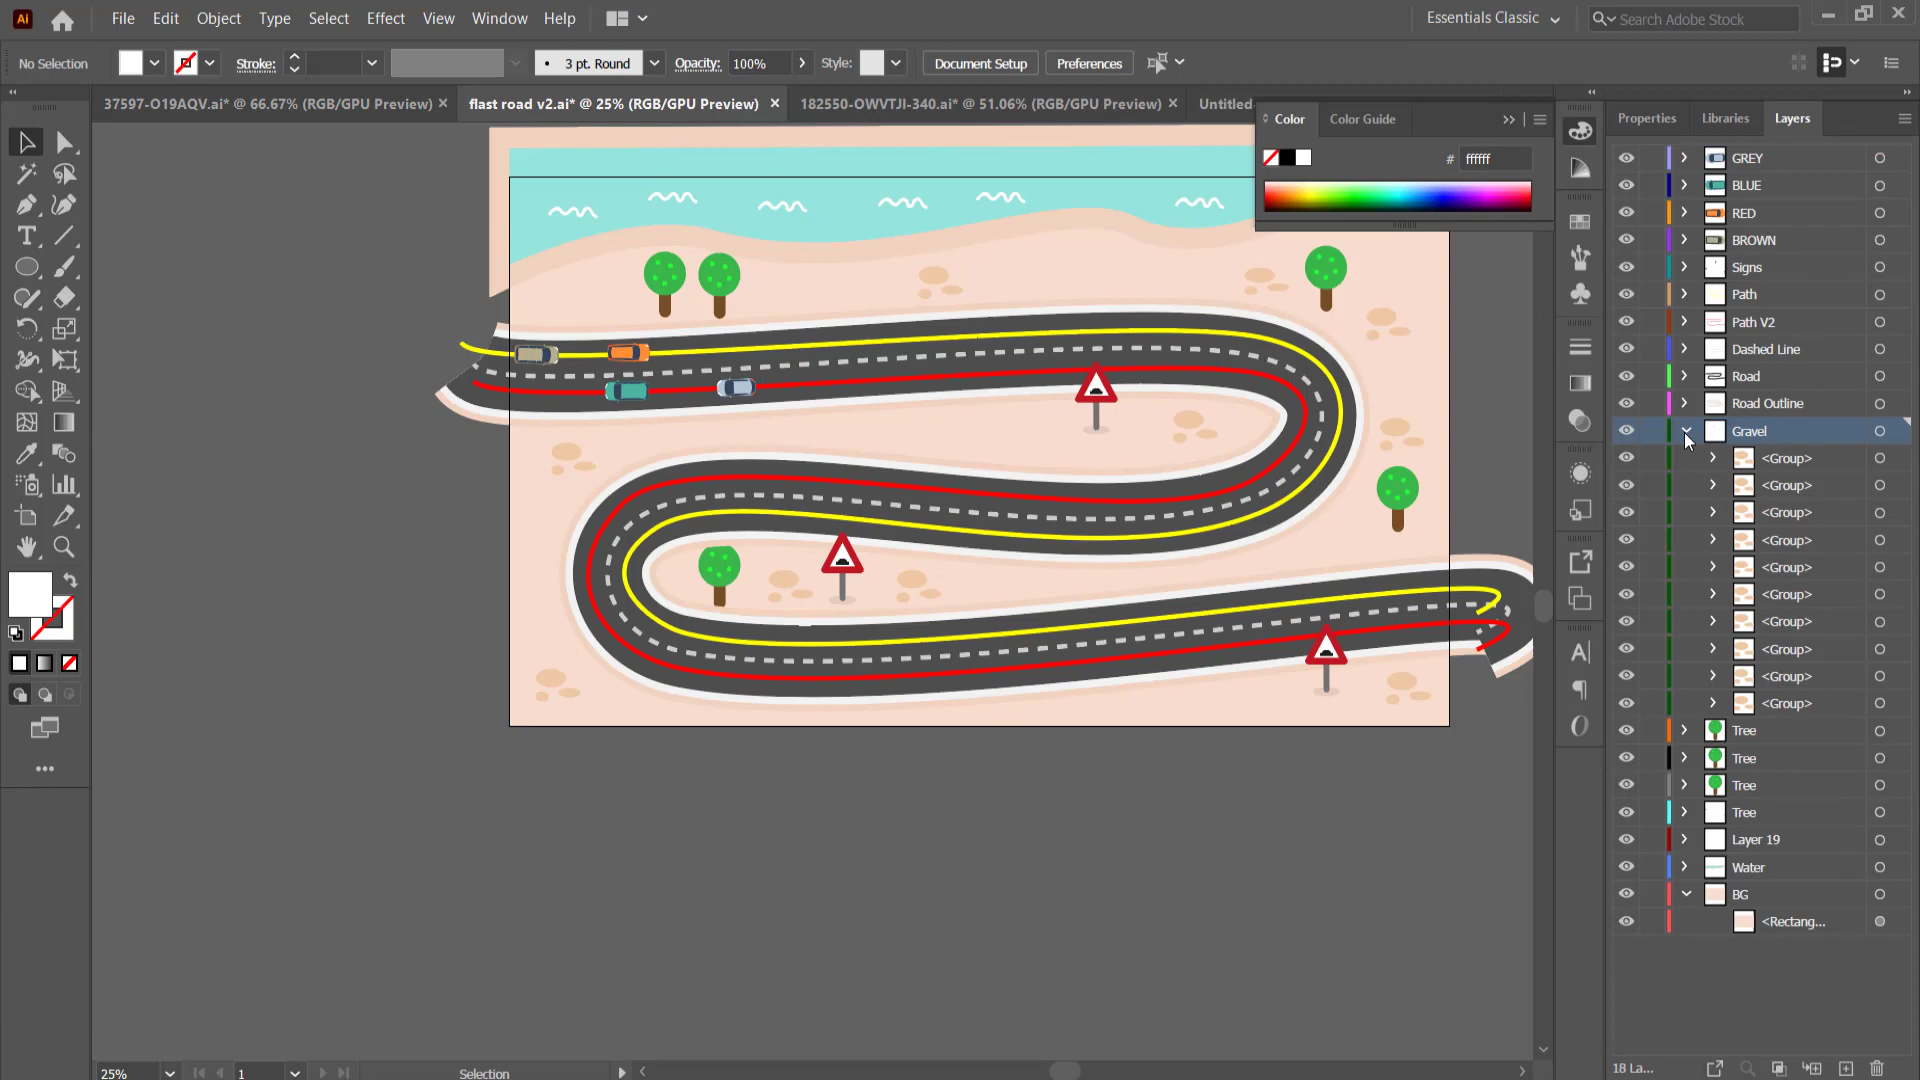 Ai File Edit Object Type Select Effect View Window Help Essentials Classic Search Adobe Stock
No Selection Stroke: 3 pt. Round Opacity: 100% Style: Document Setup Preferences
37597-O19AQV.ai* @ 66.67% (RGB/GPU Preview) flast road v2.ai* @ 25% (RGB/GPU Preview) 182550-OWVTJI-340.ai* @ 51.06% (RGB/GPU Preview) Untitled-
Color Color Guide
# ffffff
Properties Libraries Layers
GREY
BLUE
RED
BROWN
Signs
Path
Path V2
Dashed Line
Road
Road Outline
Gravel
<Group>
<Group>
<Group>
<Group>
<Group>
<Group>
<Group>
<Group>
<Group>
<Group>
Tree
Tree
Tree
Tree
Layer 19
Water
BG
<Rectang...
18 La...
25% 1 Selection